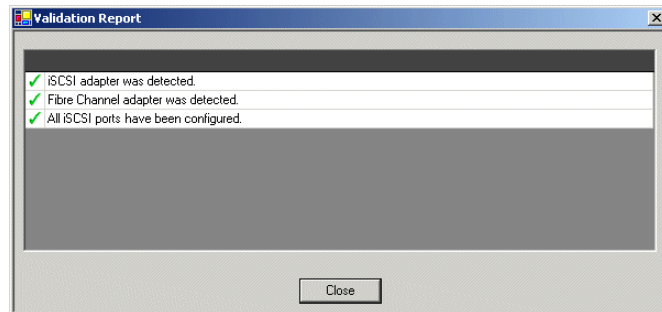 Validation Report
iSCSI adapter was detected.
Fibre Channel adapter was detected.
All iSCSI ports have been configured.
Close